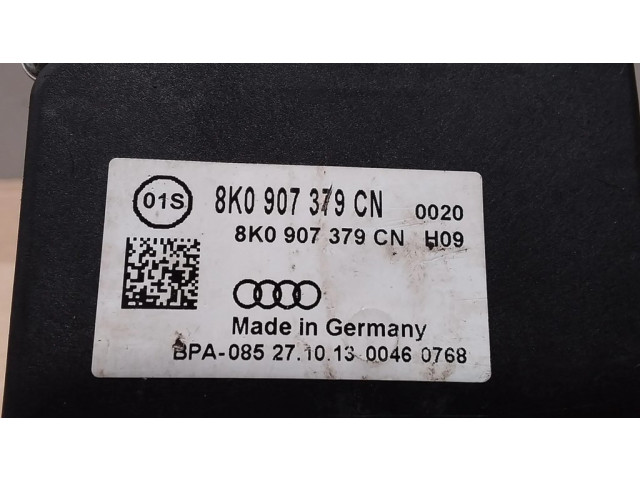 01S 8K0 907 379 CN 0020
8K0 907 379 CN H09
Made in Germany
BPA-085 27.10.13 0046 0768